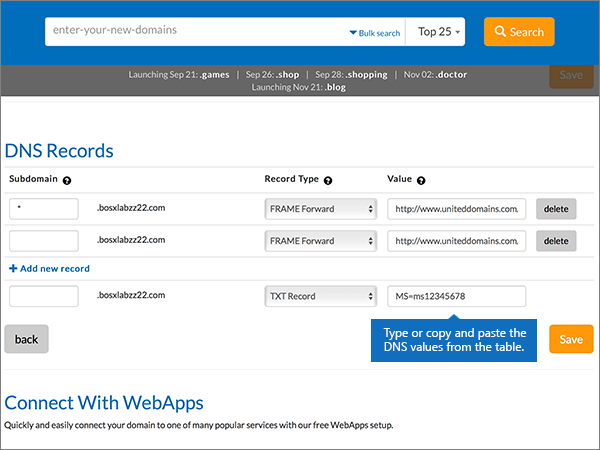 enter-your-new-domains Bulk search Top 25 Search
Launching Sep 21: .games | Sep 26: .shop | Sep 28: .shopping | Nov 02: .doctor
Save
Launching Nov 21: .blog
DNS Records
Subdomain ? Record Type ? Value ?
* .bosxlabzz22.com FRAME Forward http://www.uniteddomains.com, delete
.bosxlabzz22.com FRAME Forward http://www.uniteddomains.com, delete
+ Add new record
.bosxlabzz22.com TXT Record MS=ms12345678
Type or copy and paste the
DNS values from the table.
back Save
Connect With WebApps
Quickly and easily connect your domain to one of many popular services with our free WebApps setup.